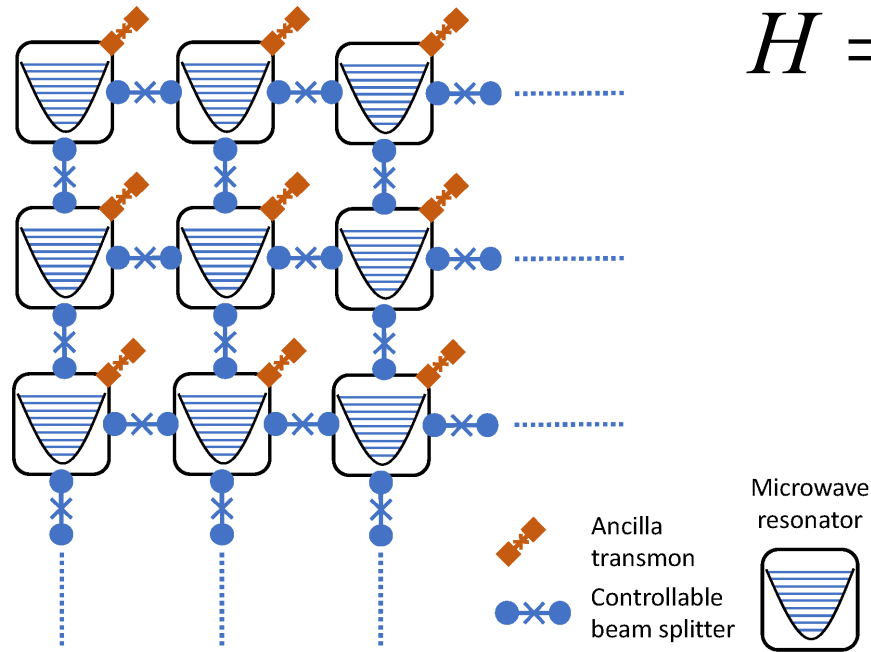 H =
Microwave
resonator
Ancilla
transmon
Controllable
beam splitter